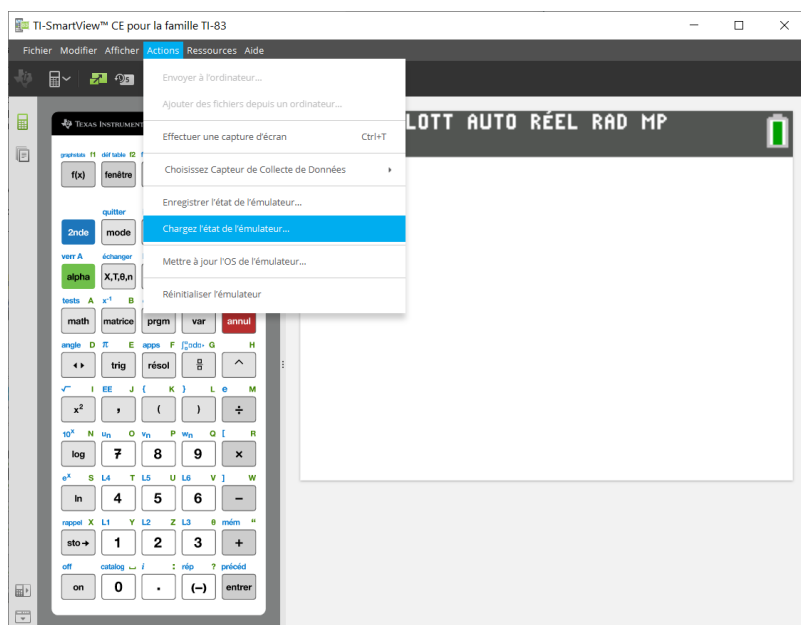 TI-SmartView™ CE pour la famille TI-83
Fichier Modifier Afficher Actions Ressources Aide
Envoyer à l'ordinateur...
Ajouter des fichiers depuis un ordinateur...
Effectuer une capture d'écran Ctrl+T
Choisissez Capteur de Collecte de Données
Enregistrer l'état de l'émulateur...
Chargez l'état de l'émulateur...
Mettre à jour l'OS de l'émulateur...
Réinitialiser l'émulateur
LOTT AUTO RÉEL RAD MP
TEXAS INSTRUMENT
graphstats f1 déf table f2
f(x) fenêtre
quitter
2nde mode
verr A échanger
alpha X,T,θ,n
tests A x⁻¹ B
math matrice prgm var annul
angle D π E apps F G H
trig résol ^
√ I EE J { K } L e M
x² , ( ) ÷
10ˣ N un O vn P wn Q [ R
log 7 8 9 ×
eˣ S L4 T L5 U L6 V ] W
ln 4 5 6 −
rappel X L1 Y L2 Z L3 θ mém "
sto→ 1 2 3 +
off catalog i : rép ? précéd
on 0 . (−) entrer